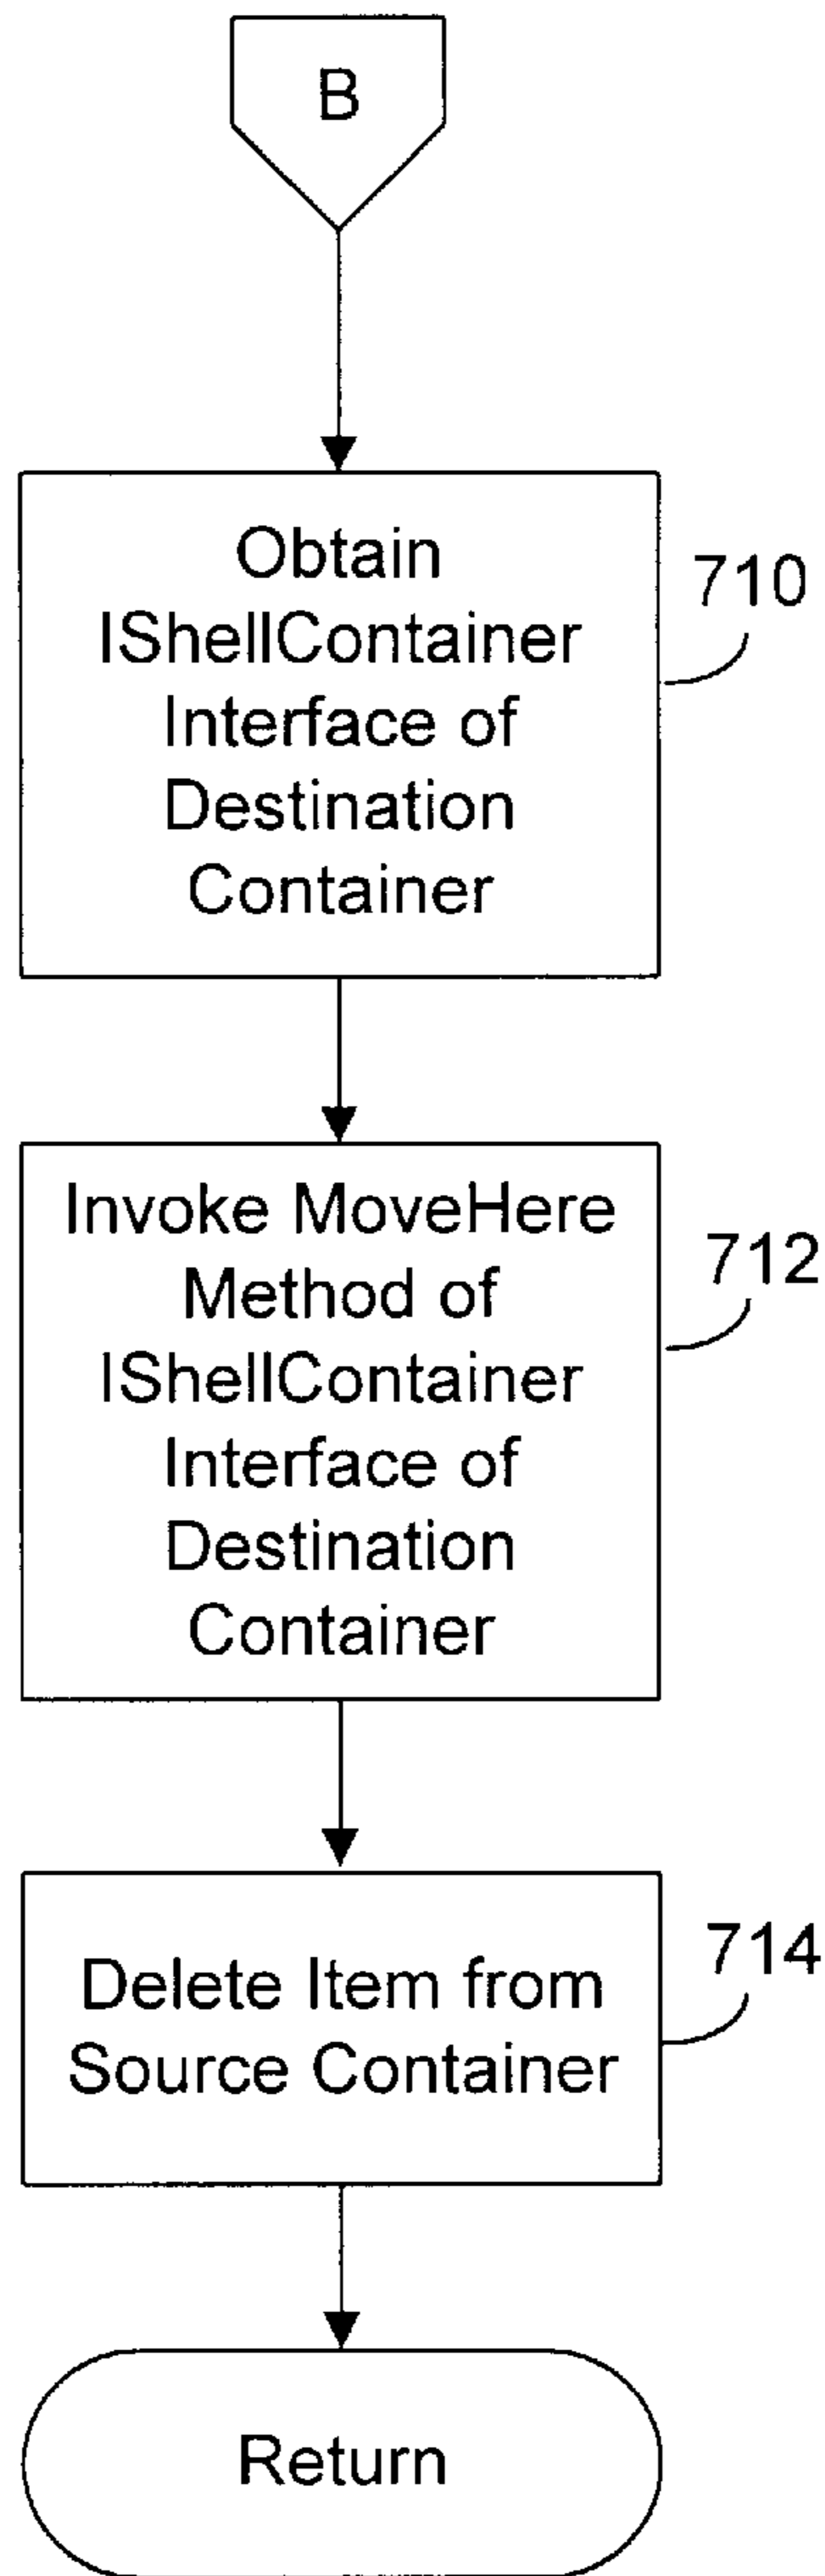 B
Obtain
IShellContainer
Interface of
Destination
Container
710
Invoke MoveHere
Method of
IShellContainer
Interface of
Destination
Container
712
Delete Item from
Source Container
714
Return